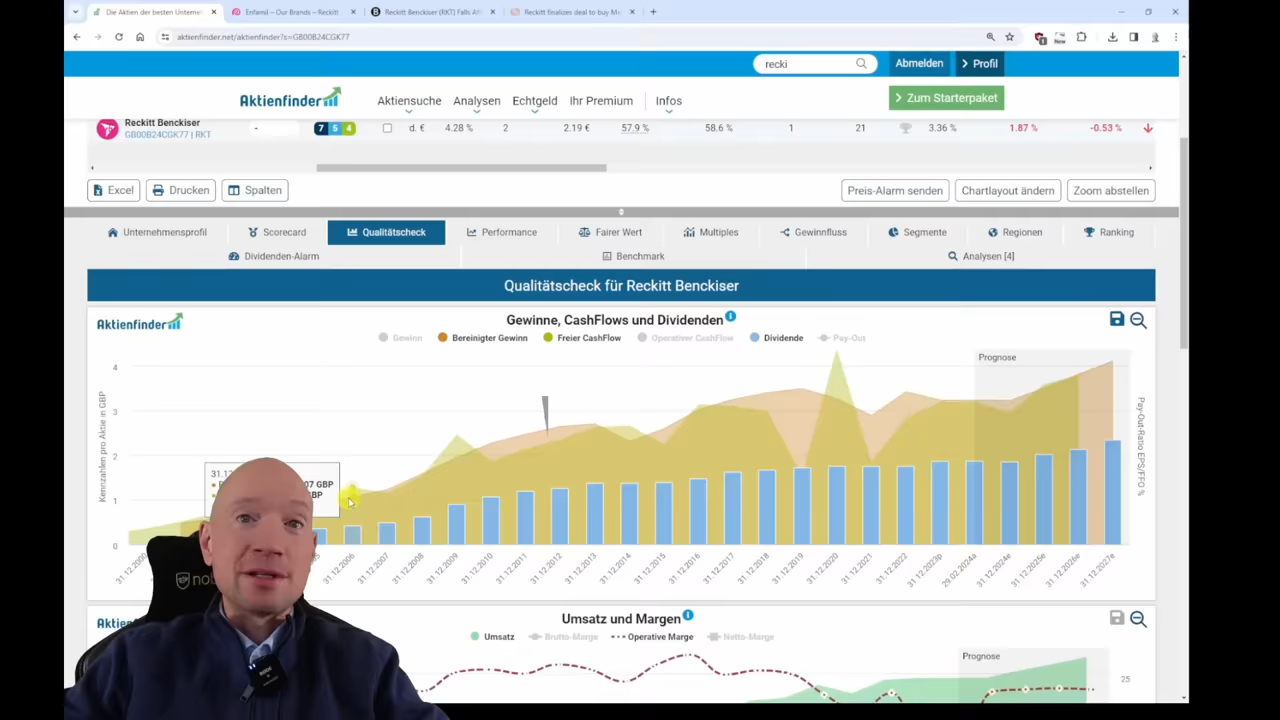 Die Aktien der besten Unterne
Enfamil – Our Brands – Reckitt
Reckitt Benckiser (RKT) Falls
Reckitt finalizes deal to buy
aktienfinder.net/aktienfinder?s=GB00B24CGK77
recki
Abmelden
Profil
Aktienfinder
Aktiensuche
Analysen
Echtgeld
Ihr Premium
Infos
Zum Starterpaket
Reckitt Benckiser
GB00B24CGK77 | RKT
-
7 5 4
d. €
4.28 %
2
2.19 €
57.9 %
58.6 %
1
21
3.36 %
1.87 %
-0.53 %
Excel
Drucken
Spalten
Preis-Alarm senden
Chartlayout ändern
Zoom abstellen
Unternehmensprofil
Scorecard
Qualitätscheck
Performance
Fairer Wert
Multiples
Gewinnfluss
Segmente
Regionen
Ranking
Dividenden-Alarm
Benchmark
Analysen [4]
Qualitätscheck für Reckitt Benckiser
Aktienfinder
Gewinne, CashFlows und Dividenden
Gewinn
Bereinigter Gewinn
Freier CashFlow
Operativer CashFlow
Dividende
Pay-Out
Prognose
Kennzahlen pro Aktie in GBP
4
3
2
1
0
Pay-Out-Ratio EPS/FFO %
31.12
07 GBP
GBP
31.12.2000
31.12.2006
31.12.2007
31.12.2008
31.12.2009
31.12.2010
31.12.2011
31.12.2012
31.12.2013
31.12.2014
31.12.2015
31.12.2016
31.12.2017
31.12.2018
31.12.2019
31.12.2020
31.12.2021
31.12.2022
31.12.2023p
29.02.2024a
31.12.2024e
31.12.2025e
31.12.2026e
31.12.2027e
Umsatz und Margen
Umsatz
Brutto-Marge
Operative Marge
Netto-Marge
Prognose
25